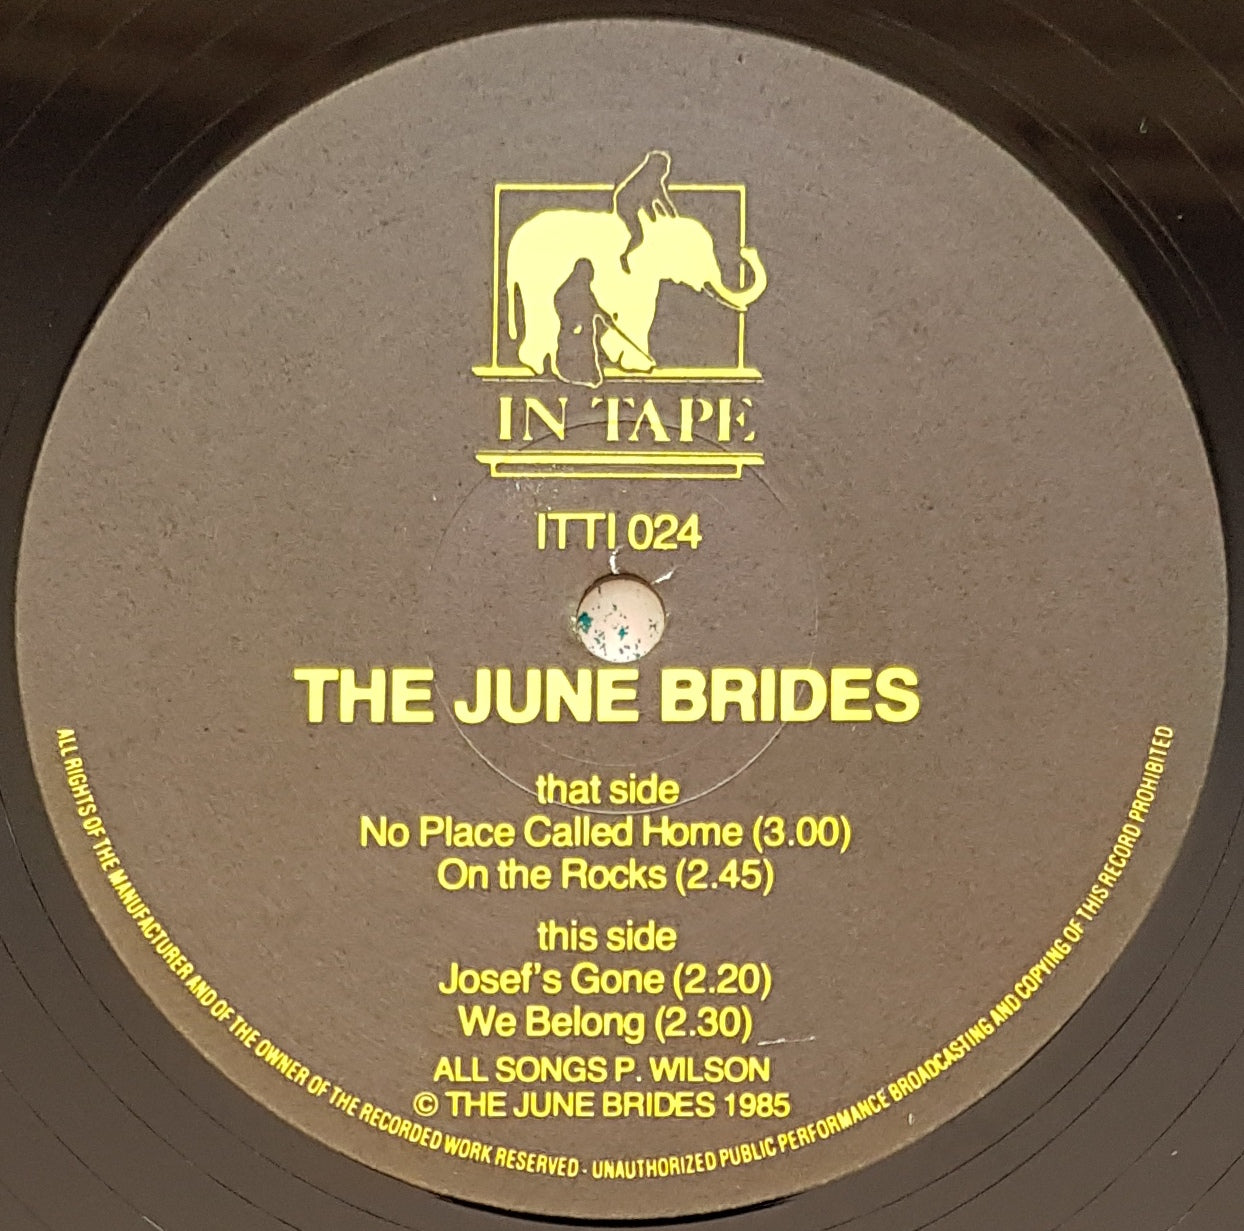 IN TAPE
ITTI 024
THE JUNE BRIDES
that side
No Place Called Home (3.00)
On the Rocks (2.45)
this side
Josef's Gone (2.20)
We Belong (2.30)
ALL SONGS P. WILSON
© THE JUNE BRIDES 1985
ALL RIGHTS OF THE MANUFACTURER AND OF THE OWNER OF THE RECORDED WORK RESERVED - UNAUTHORIZED PUBLIC PERFORMANCE BROADCASTING AND COPYING OF THIS RECORD PROHIBITED